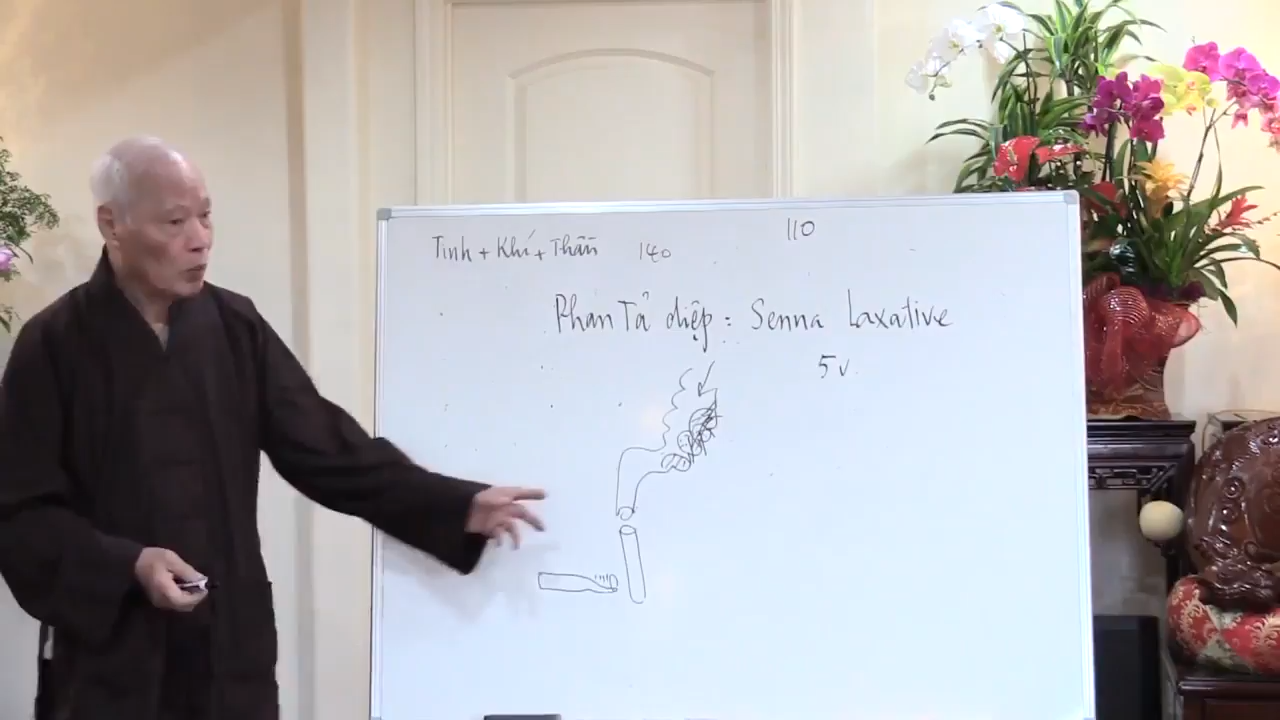 Tinh + Khí + Thần 140
110
Phan Tả diệp : Senna Laxative
5v